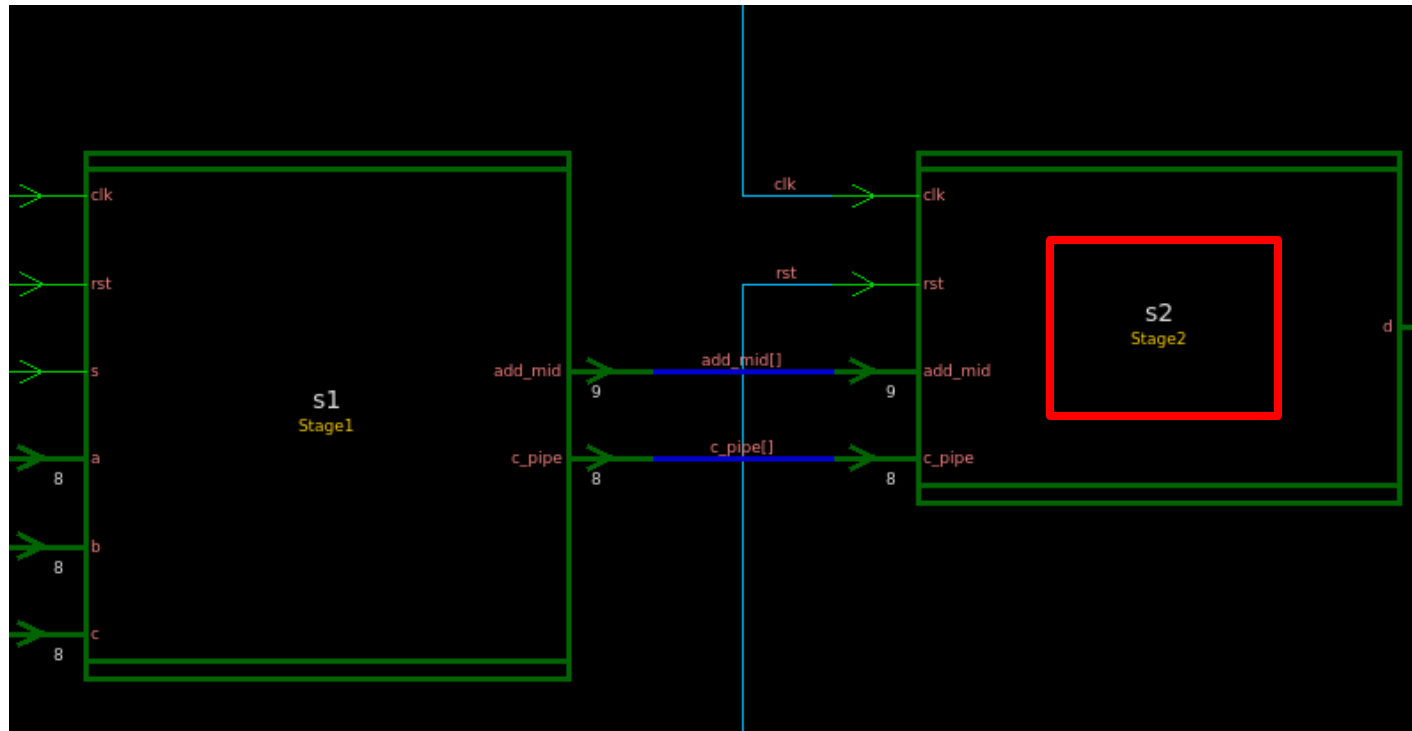 clk
rst
s
a
8
b
8
c
8
s1
Stage1
add_mid
9
c_pipe
8
clk
rst
add_mid[]
c_pipe[]
clk
rst
add_mid
9
c_pipe
8
s2
Stage2
d